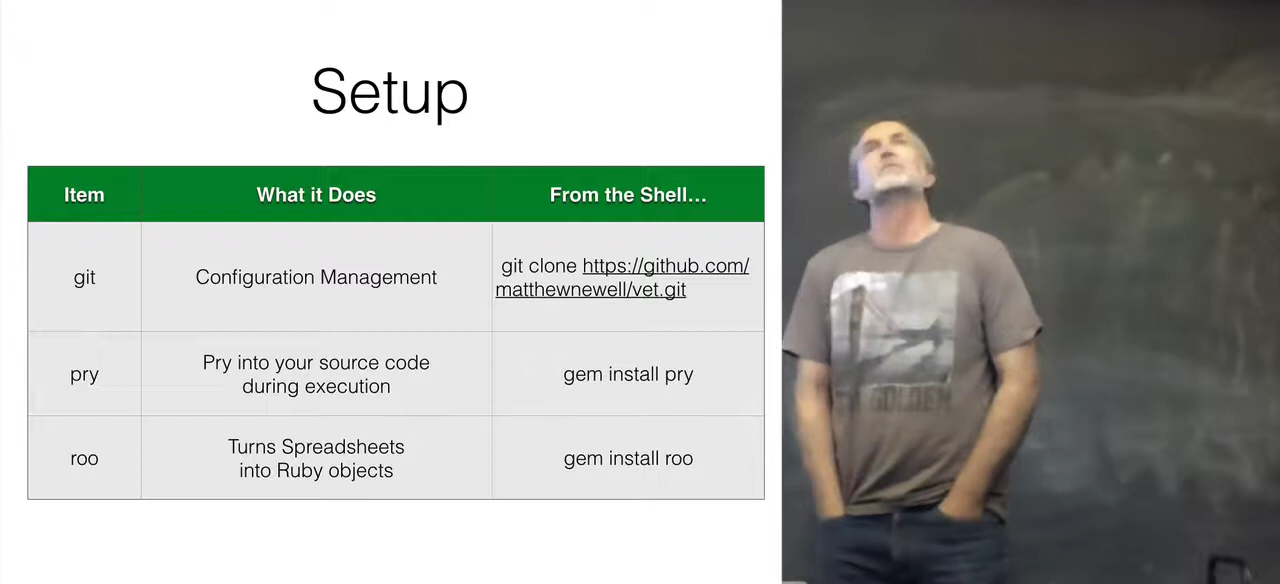 Setup
Item
What it Does
From the Shell…
git
Configuration Management
git clone https://github.com/
matthewnewell/vet.git
pry
Pry into your source code
during execution
gem install pry
roo
Turns Spreadsheets
into Ruby objects
gem install roo
GOLDEN